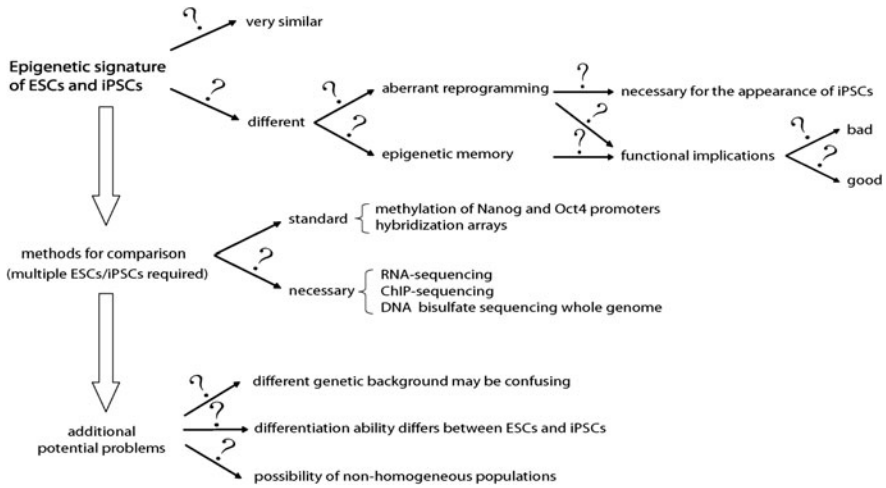 ?
very similar
Epigenetic signature
of ESCs and iPSCs
?
different
?
aberrant reprogramming
?
necessary for the appearance of iPSCs
?
?
epigenetic memory
?
functional implications
?
bad
?
good
standard
methylation of Nanog and Oct4 promoters
hybridization arrays
methods for comparison
(multiple ESCs/iPSCs required)
?
necessary
RNA-sequencing
ChIP-sequencing
DNA bisulfate sequencing whole genome
?
different genetic background may be confusing
additional
potential problems
?
differentiation ability differs between ESCs and iPSCs
?
possibility of non-homogeneous populations